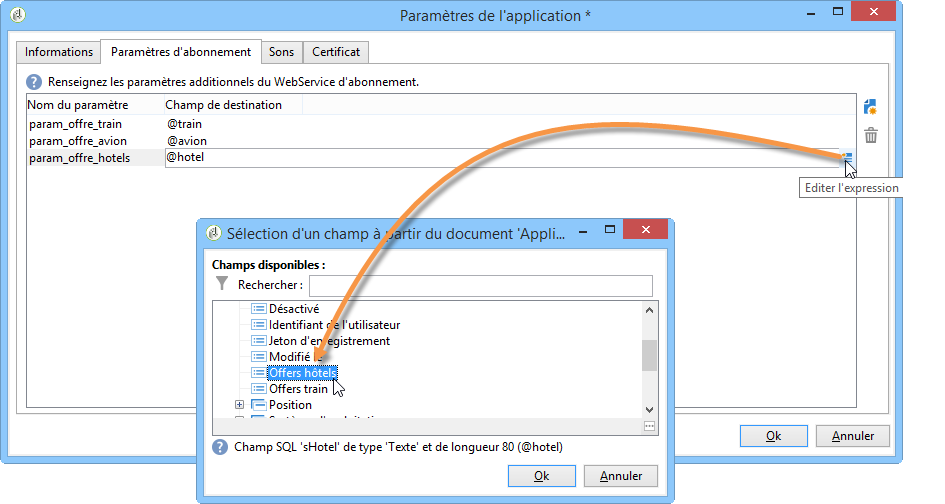 Paramètres de l'application *
Informations
Paramètres d'abonnement
Sons
Certificat
Renseignez les paramètres additionnels du WebService d'abonnement.
Nom du paramètre Champ de destination
param_offre_train @train
param_offre_avion @avion
param_offre_hotels @hotel
Editer l'expression
Sélection d'un champ à partir du document 'Appli...
Champs disponibles :
Rechercher :
Désactivé
Identifiant de l'utilisateur
Jeton d'enregistrement
Modifié le
Offers hôtels
Offers train
Position
Champ SQL 'sHotel' de type 'Texte' et de longueur 80 (@hotel)
Ok Annuler
Ok Annuler